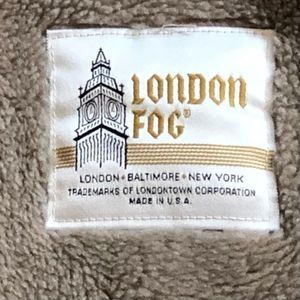 LONDON
FOG®
LONDON • BALTIMORE • NEW YORK
TRADEMARKS OF LONDONTOWN CORPORATION
MADE IN U.S.A.